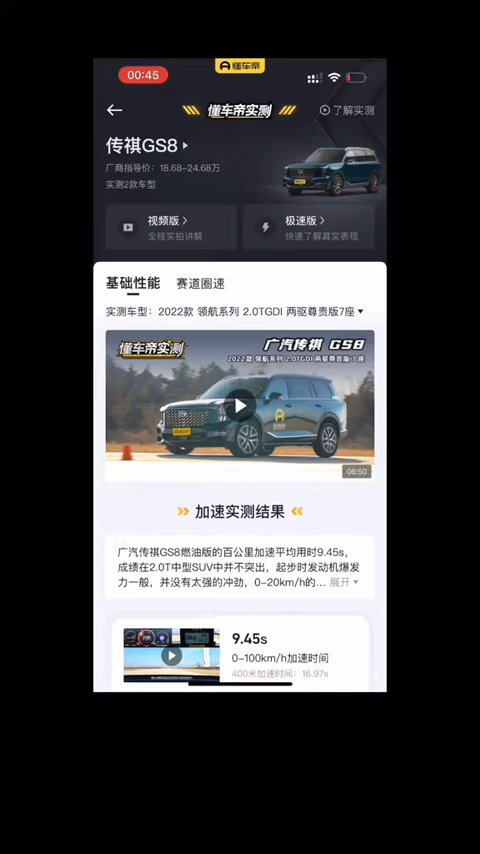 懂车帝
00:45
懂车帝实测
了解实测
传祺GS8
厂商指导价：18.68-24.68万
实测2款车型
视频版
全程实拍讲解
极速版
快速了解真实表现
基础性能 赛道圈速
实测车型：2022款 领航系列 2.0TGDI 两驱尊贵版7座
懂车帝实测
广汽传祺 GS8
2022款 领航系列 2.0TGDI 两驱尊贵版 7座
06:50
加速实测结果
广汽传祺GS8燃油版的百公里加速平均用时9.45s，
成绩在2.0T中型SUV中并不突出，起步时发动机爆发
力一般，并没有太强的冲劲，0-20km/h的... 展开
9.45s
0-100km/h加速时间
400米加速时间：16.97s